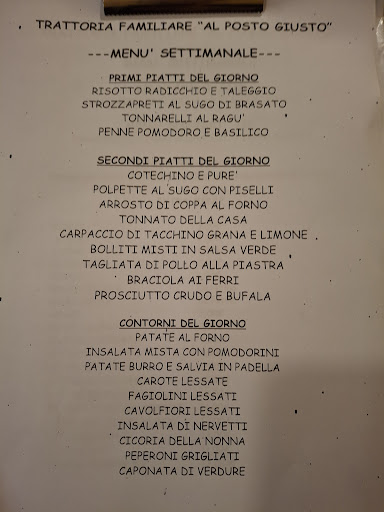 TRATTORIA FAMILIARE "AL POSTO GIUSTO"
---MENU' SETTIMANALE---
PRIMI PIATTI DEL GIORNO
RISOTTO RADICCHIO E TALEGGIO
STROZZAPRETI AL SUGO DI BRASATO
TONNARELLI AL RAGU'
PENNE POMODORO E BASILICO
SECONDI PIATTI DEL GIORNO
COTECHINO E PURE'
POLPETTE AL SUGO CON PISELLI
ARROSTO DI COPPA AL FORNO
TONNATO DELLA CASA
CARPACCIO DI TACCHINO GRANA E LIMONE
BOLLITI MISTI IN SALSA VERDE
TAGLIATA DI POLLO ALLA PIASTRA
BRACIOLA AI FERRI
PROSCIUTTO CRUDO E BUFALA
CONTORNI DEL GIORNO
PATATE AL FORNO
INSALATA MISTA CON POMODORINI
PATATE BURRO E SALVIA IN PADELLA
CAROTE LESSATE
FAGIOLINI LESSATI
CAVOLFIORI LESSATI
INSALATA DI NERVETTI
CICORIA DELLA NONNA
PEPERONI GRIGLIATI
CAPONATA DI VERDURE